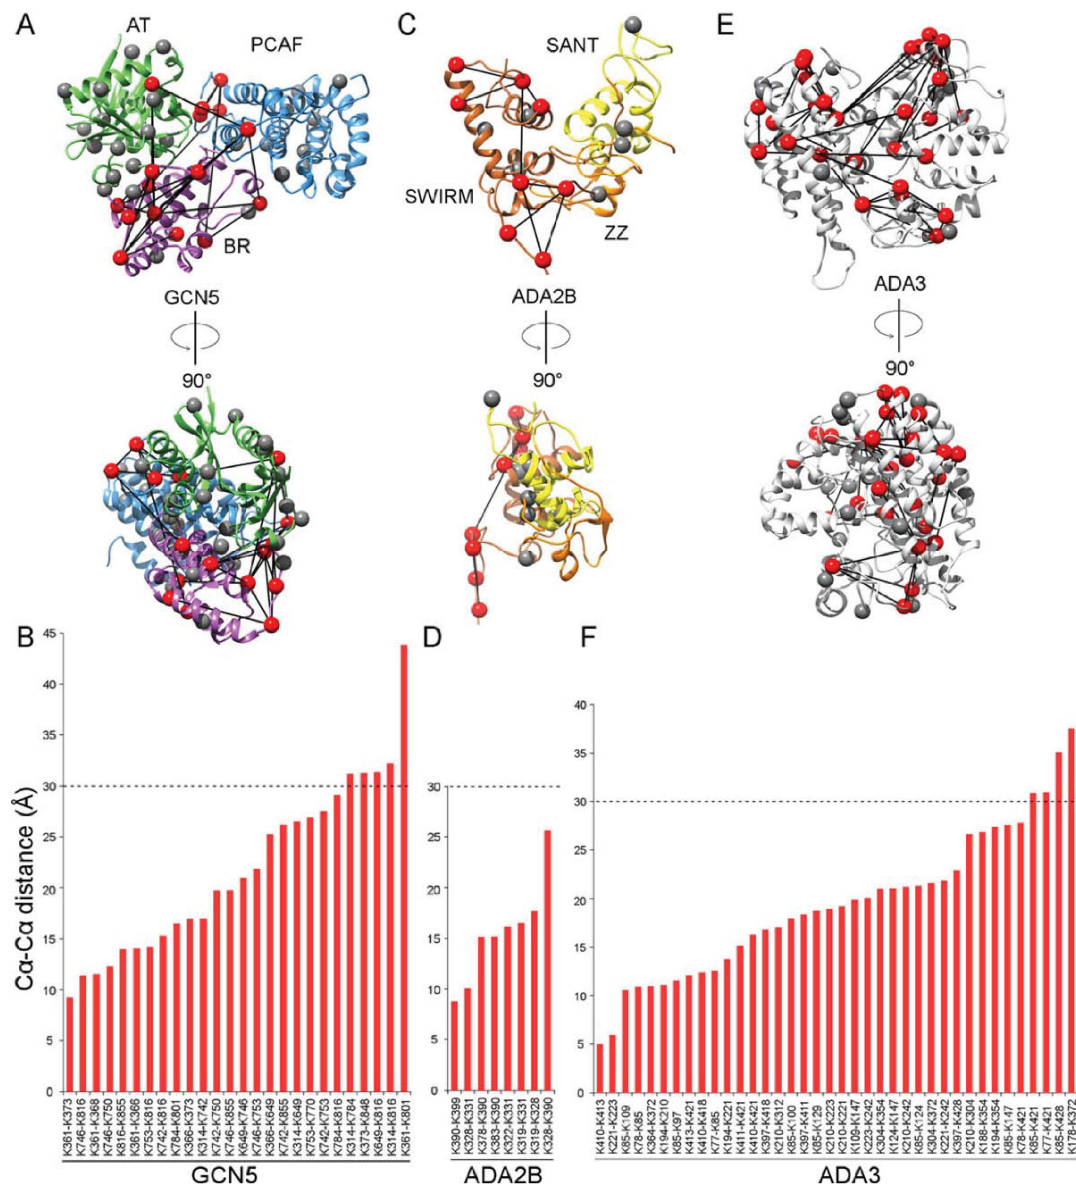 A
AT
PCAF
BR
GCN5
90°
C
SANT
SWIRM
ZZ
ADA2B
90°
E
ADA3
90°
B
Cα-Cα distance (Å)
45
40
35
30
25
20
15
10
5
0
K361-K373
K746-K816
K361-368
K746-K750
K816-K855
K361-K366
K753-K816
K742-K816
K784-K801
K366-K373
K314-K742
K742-K750
K746-K855
K649-K746
K746-K753
K366-K649
K742-K855
K314-K649
K753-K770
K742-K753
K784-K816
K314-K784
K373-K848
K649-K816
K314-K816
K361-K801
GCN5
D
30
25
20
15
10
5
0
K390-K399
K328-K331
K378-K390
K383-K390
K322-K331
K319-K331
K319-K328
K328-K390
ADA2B
F
40
35
30
25
20
15
10
5
0
K410-K413
K221-K223
K85-K109
K78-K85
K364-K372
K194-K210
K85-K97
K413-K421
K410-K418
K77-K85
K194-K221
K411-K421
K410-K421
K397-K418
K210-K312
K85-K100
K397-K411
K85-K129
K210-K223
K210-K221
K109-K147
K223-K242
K304-K354
K124-K147
K210-K242
K85-K124
K304-K372
K221-K242
K397-K428
K210-K304
K188-K354
K194-K354
K85-K147
K78-K421
K85-K421
K77-K421
K85-K428
K178-K372
ADA3